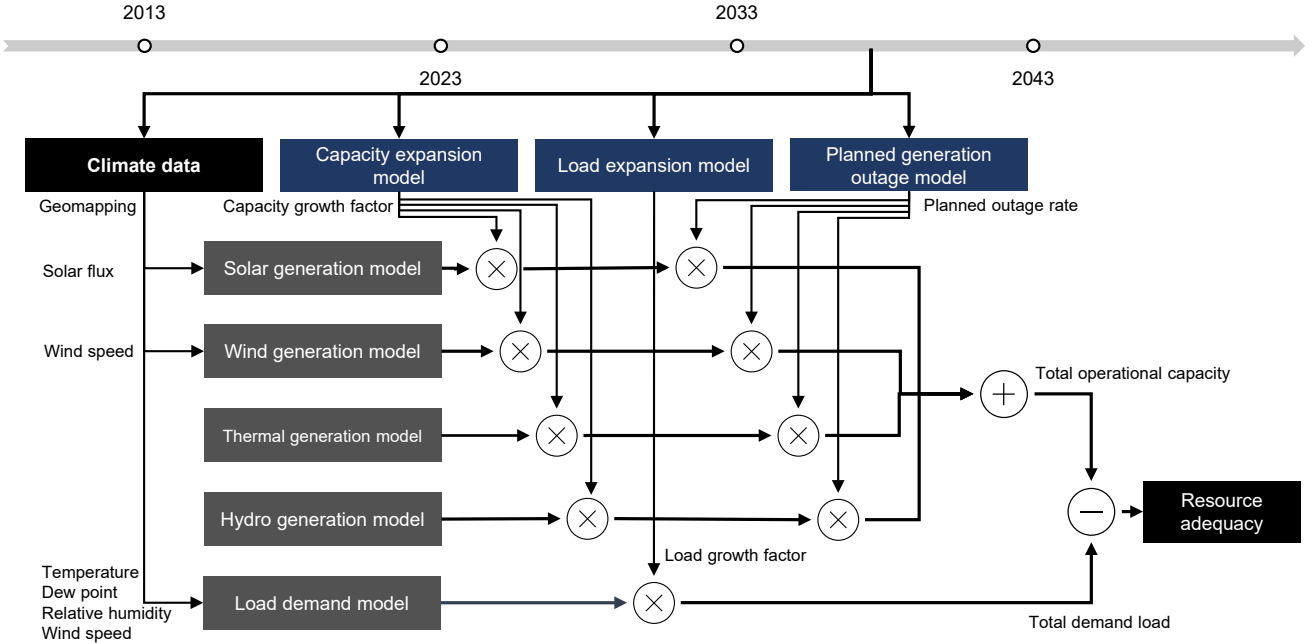 2013
2033
2023
2043
Climate data
Capacity expansion
model
Load expansion model
Planned generation
outage model
Geomapping
Capacity growth factor
Planned outage rate
Solar flux
Solar generation model
Wind speed
Wind generation model
Total operational capacity
Thermal generation model
Hydro generation model
Resource
adequacy
Load growth factor
Temperature
Dew point
Relative humidity
Wind speed
Load demand model
Total demand load